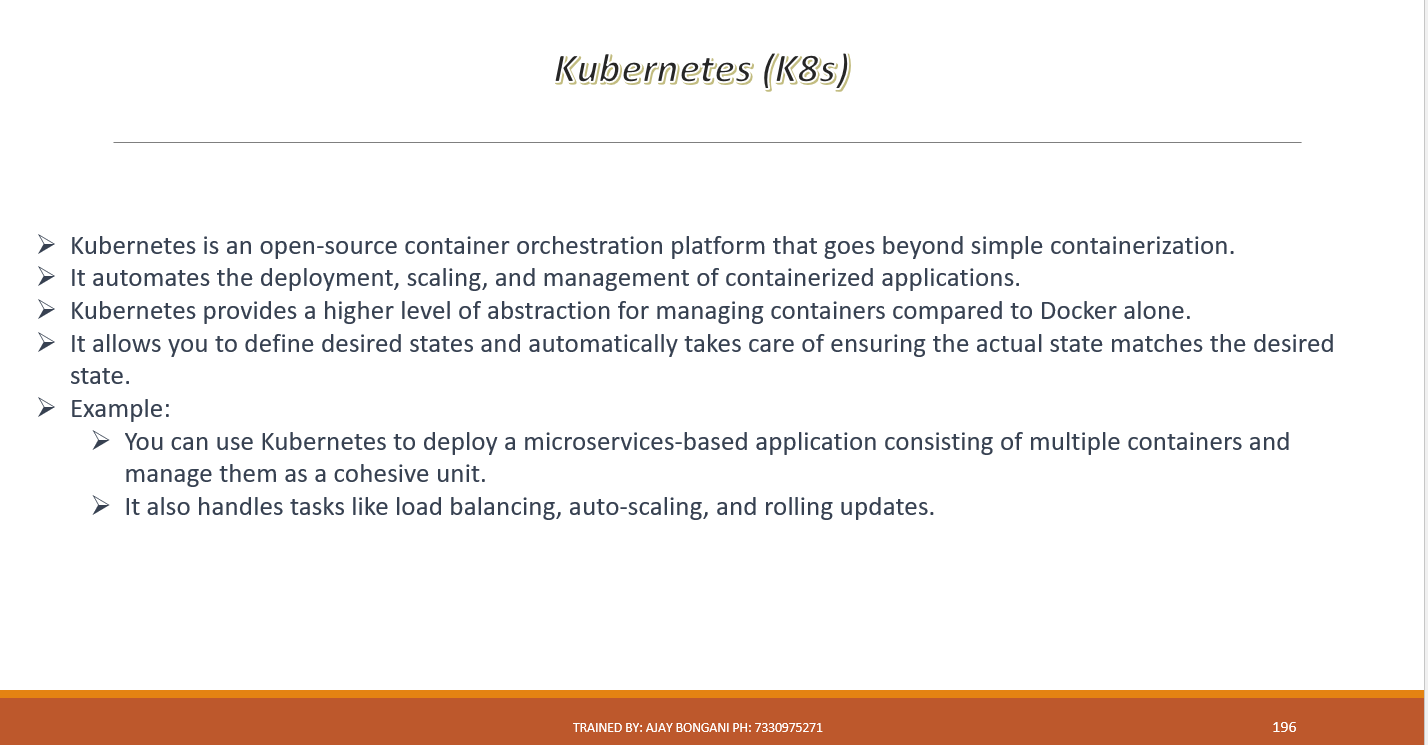 Kubernetes (K8s)
➢ Kubernetes is an open-source container orchestration platform that goes beyond simple containerization.
➢ It automates the deployment, scaling, and management of containerized applications.
➢ Kubernetes provides a higher level of abstraction for managing containers compared to Docker alone.
➢ It allows you to define desired states and automatically takes care of ensuring the actual state matches the desired
state.
➢ Example:
➢ You can use Kubernetes to deploy a microservices-based application consisting of multiple containers and
manage them as a cohesive unit.
➢ It also handles tasks like load balancing, auto-scaling, and rolling updates.
TRAINED BY: AJAY BONGANI PH: 7330975271
196